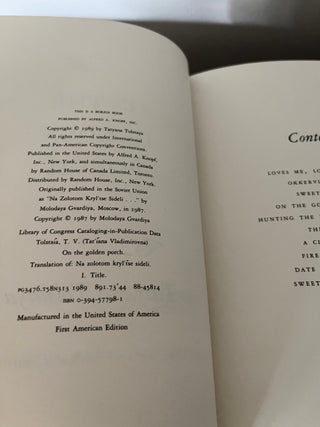 THIS IS A BORZOI BOOK
PUBLISHED BY ALFRED A. KNOPF, INC.
Copyright © 1989 by Tatyana Tolstaya
All rights reserved under International
and Pan-American Copyright Conventions.
Published in the United States by Alfred A. Knopf,
Inc., New York, and simultaneously in Canada
by Random House of Canada Limited, Toronto.
Distributed by Random House, Inc., New York.
Originally published in the Soviet Union
as "Na Zolotom Kryl'tse Sideli . . ." by
Molodaya Gvardiya, Moscow, in 1987.
Copyright © 1987 by Molodaya Gvardiya
Library of Congress Cataloging-in-Publication Data
Tolstaia, T. V. (Tat'iana Vladimirovna)
On the golden porch.
Translation of: Na zolotom kryl'tse sideli.
I. Title.
PG3476.T58N313 1989 891.73'44 88-45814
ISBN 0-394-57798-1
Manufactured in the United States of America
First American Edition
Conte
LOVES ME, LO
OKKERVI
SWEET
ON THE GO
HUNTING THE
TH
A CI
FIRE
DATE
SWEET